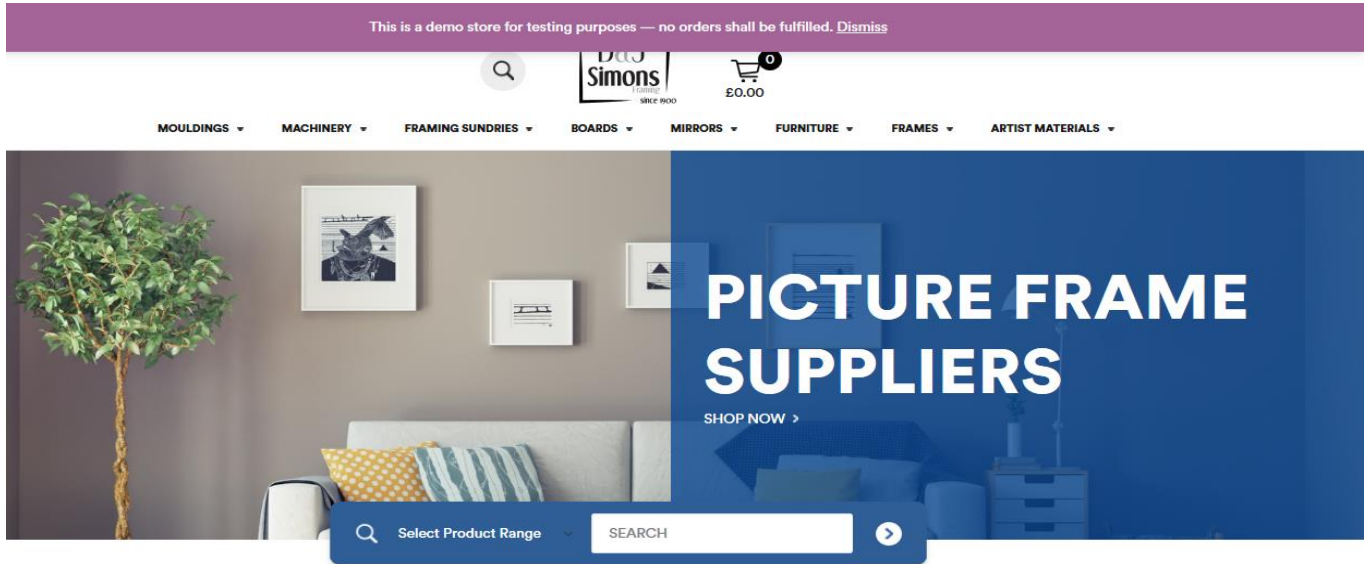 This is a demo store for testing purposes — no orders shall be fulfilled. Dismiss
Simons
Framing
since 1900
0
£0.00
MOULDINGS MACHINERY FRAMING SUNDRIES BOARDS MIRRORS FURNITURE FRAMES ARTIST MATERIALS
PICTURE FRAME
SUPPLIERS
SHOP NOW >
Select Product Range SEARCH